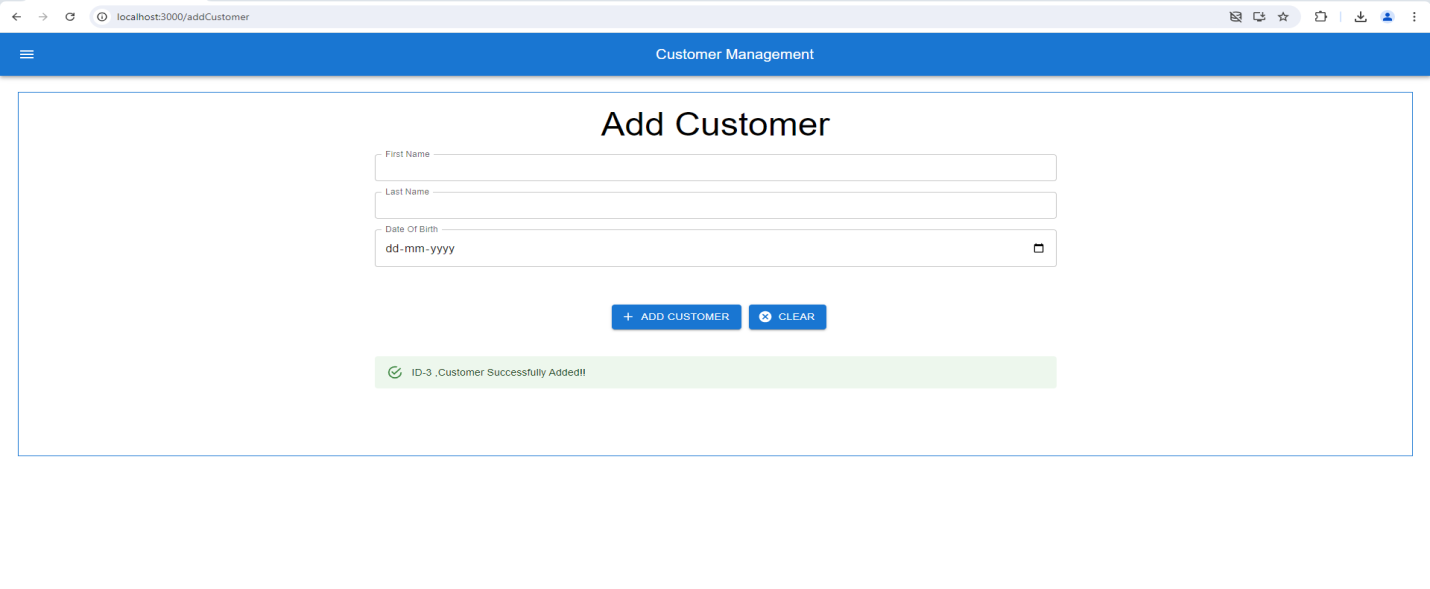 localhost:3000/addCustomer
Customer Management
Add Customer
First Name
Last Name
Date Of Birth
dd-mm-yyyy
ADD CUSTOMER
CLEAR
ID-3 ,Customer Successfully Added!!